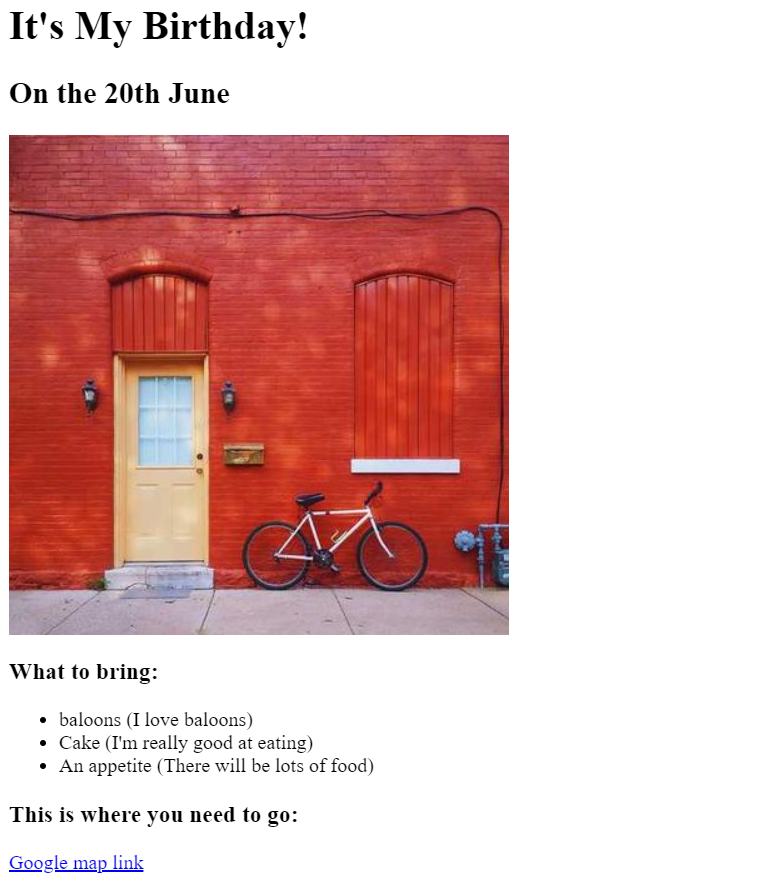 It's My Birthday!
On the 20th June
What to bring:
baloons (I love baloons)
Cake (I'm really good at eating)
An appetite (There will be lots of food)
This is where you need to go:
Google map link